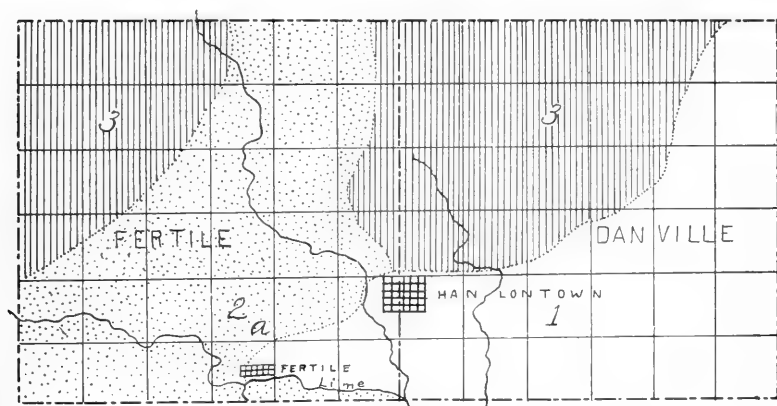 3
3
FERTILE
DANVILLE
HANLONTOWN
2a
1
FERTILE
Lime